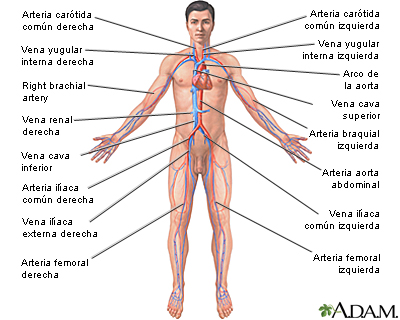 Arteria carótida
común derecha
Vena yugular
interna derecha
Right brachial
artery
Vena renal
derecha
Vena cava
inferior
Arteria ilíaca
común derecha
Vena ilíaca
externa derecha
Arteria femoral
derecha
Arteria carótida
común izquierda
Vena yugular
interna izquierda
Arco de
la aorta
Vena cava
superior
Arteria braquial
izquierda
Arteria aorta
abdominal
Vena ilíaca
común izquierda
Arteria femoral
izquierda
ADAM.